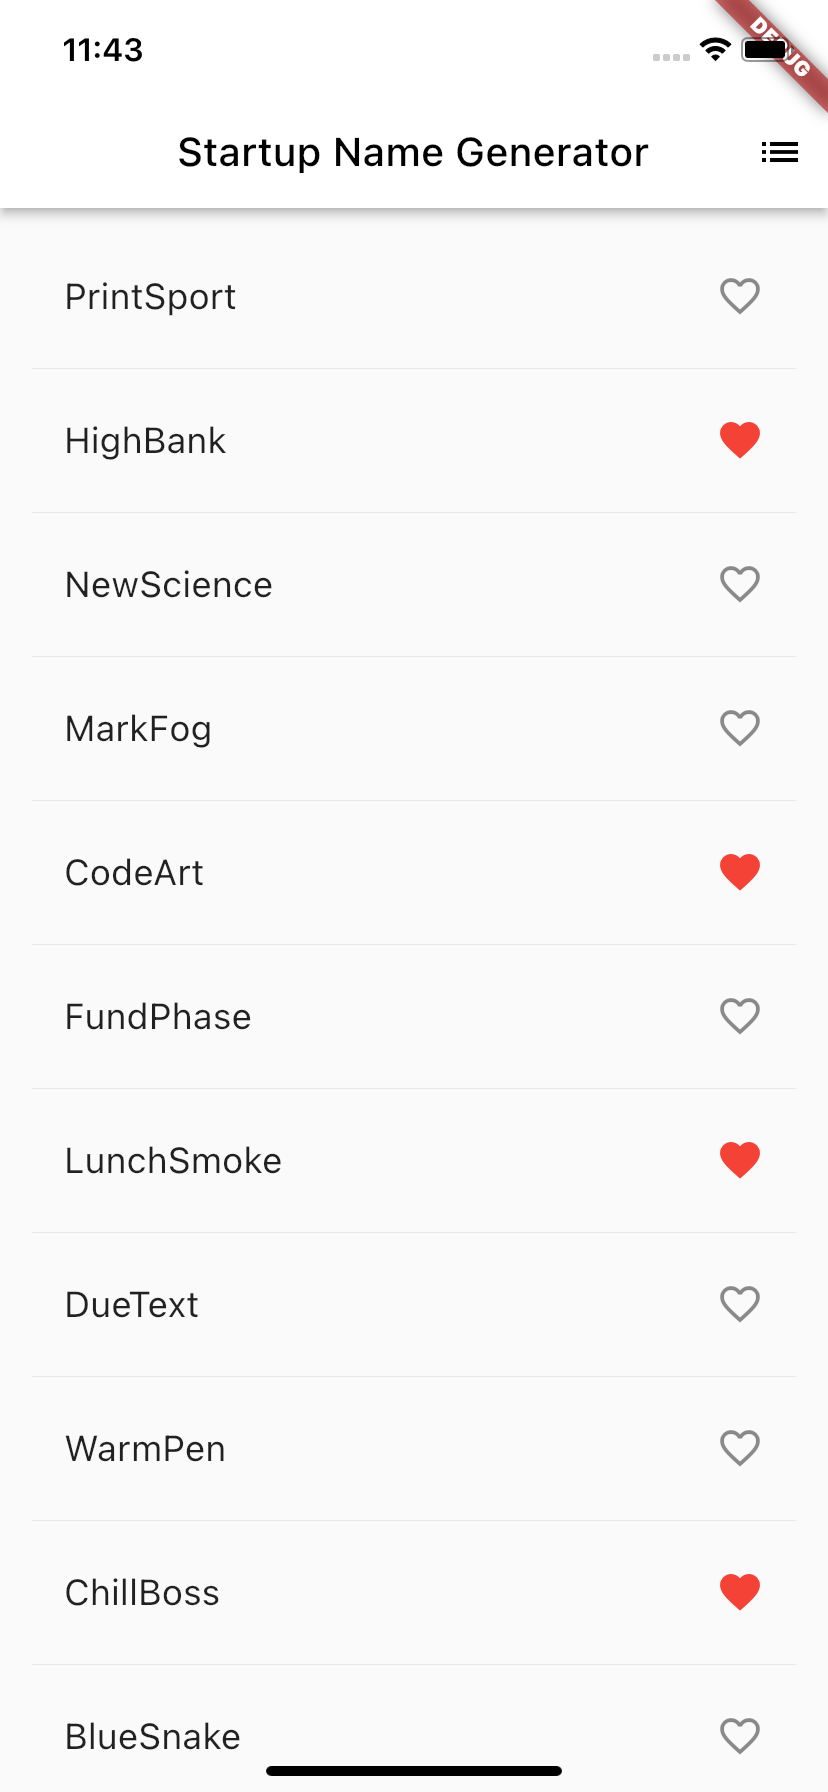 11:43
DEBUG
Startup Name Generator
PrintSport
HighBank
NewScience
MarkFog
CodeArt
FundPhase
LunchSmoke
DueText
WarmPen
ChillBoss
BlueSnake